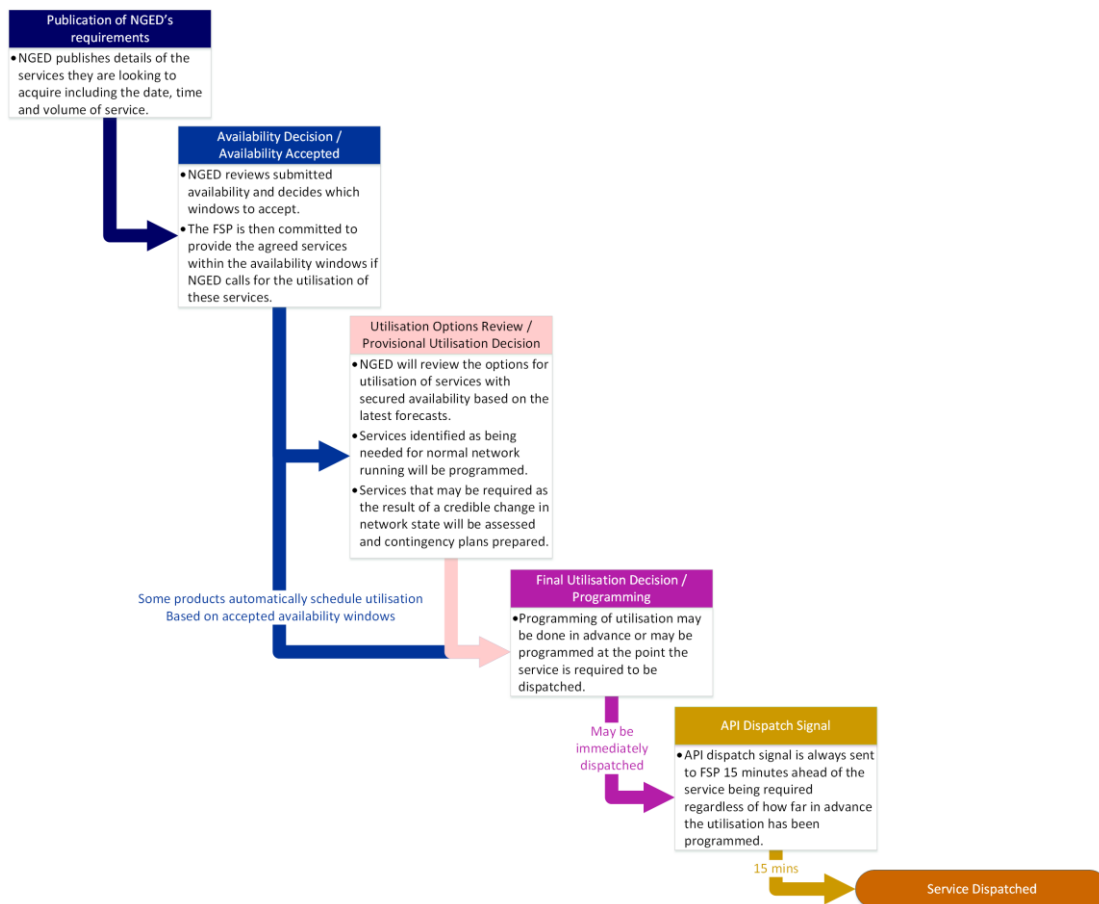 Publication of NGED's
requirements
•NGED publishes details of the
services they are looking to
acquire including the date, time
and volume of service.
Availability Decision /
Availability Accepted
• NGED reviews submitted
availability and decides which
windows to accept.
• The FSP is then committed to
provide the agreed services
within the availability windows if
NGED calls for the utilisation of
these services.
Utilisation Options Review /
Provisional Utilisation Decision
•NGED will review the options for
utilisation of services with
secured availability based on the
latest forecasts.
•Services identified as being
needed for normal network
running will be programmed.
•Services that may be required as
the result of a credible change in
network state will be assessed
and contingency plans prepared.
Some products automatically schedule utilisation
Based on accepted availability windows
Final Utilisation Decision /
Programming
•Programming of utilisation may
be done in advance or may be
programmed at the point the
service is required to be
dispatched.
May be
immediately
dispatched
API Dispatch Signal
•API dispatch signal is always sent
to FSP 15 minutes ahead of the
service being required
regardless of how far in advance
the utilisation has been
programmed.
15 mins
Service Dispatched